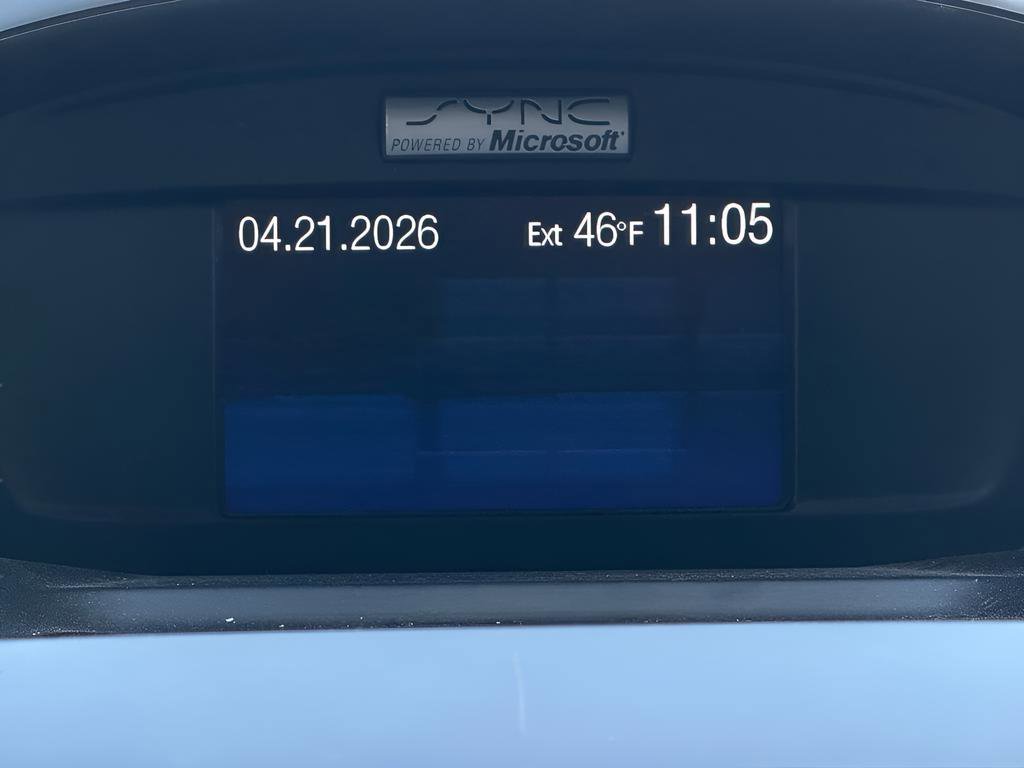 SYNC
POWERED BY Microsoft
04.21.2026 Ext 46°F 11:05